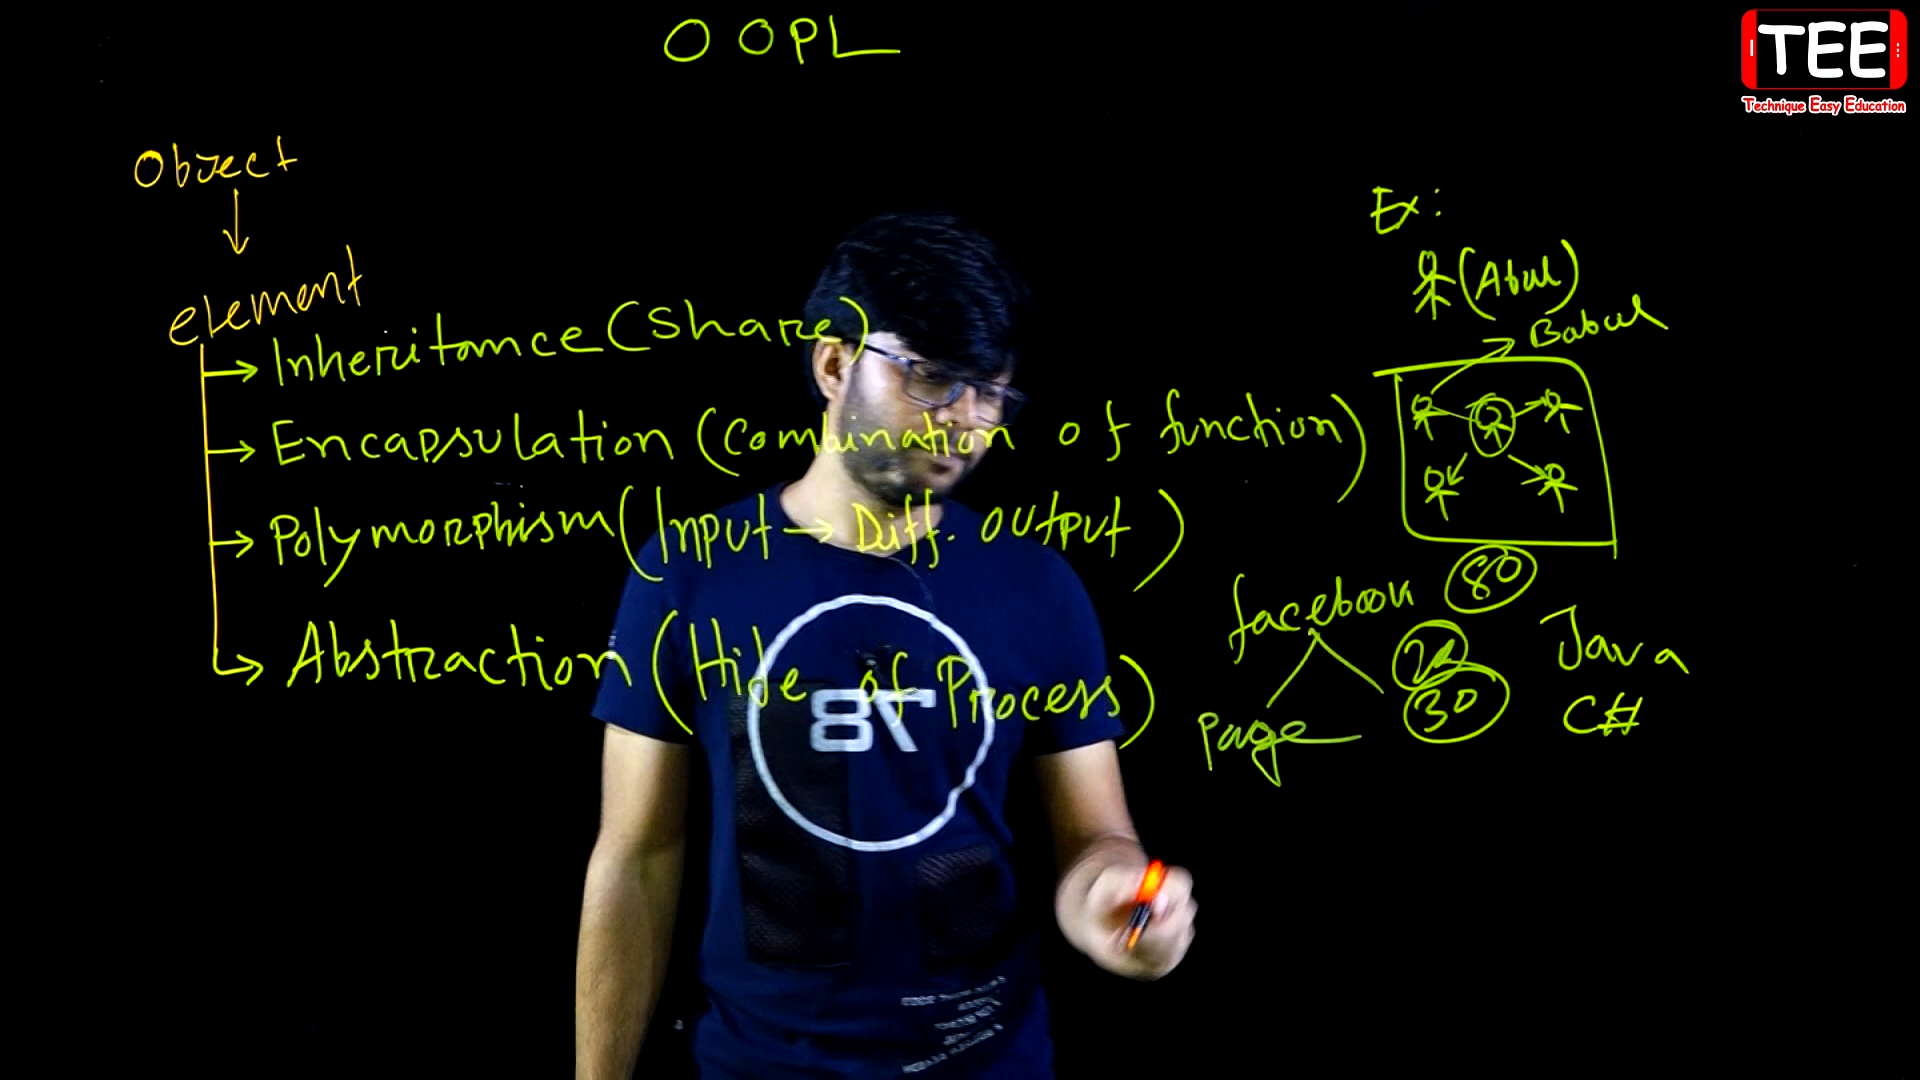 OOPL
TEE
Technique Easy Education
Object
element
Inheritance (Share)
Encapsulation (combination of function)
Polymorphism (Input → Diff. output)
Abstraction (Hide of Process)
Ex:
(Abul)
Babul
facebook
80
page
30
Java
C#
78